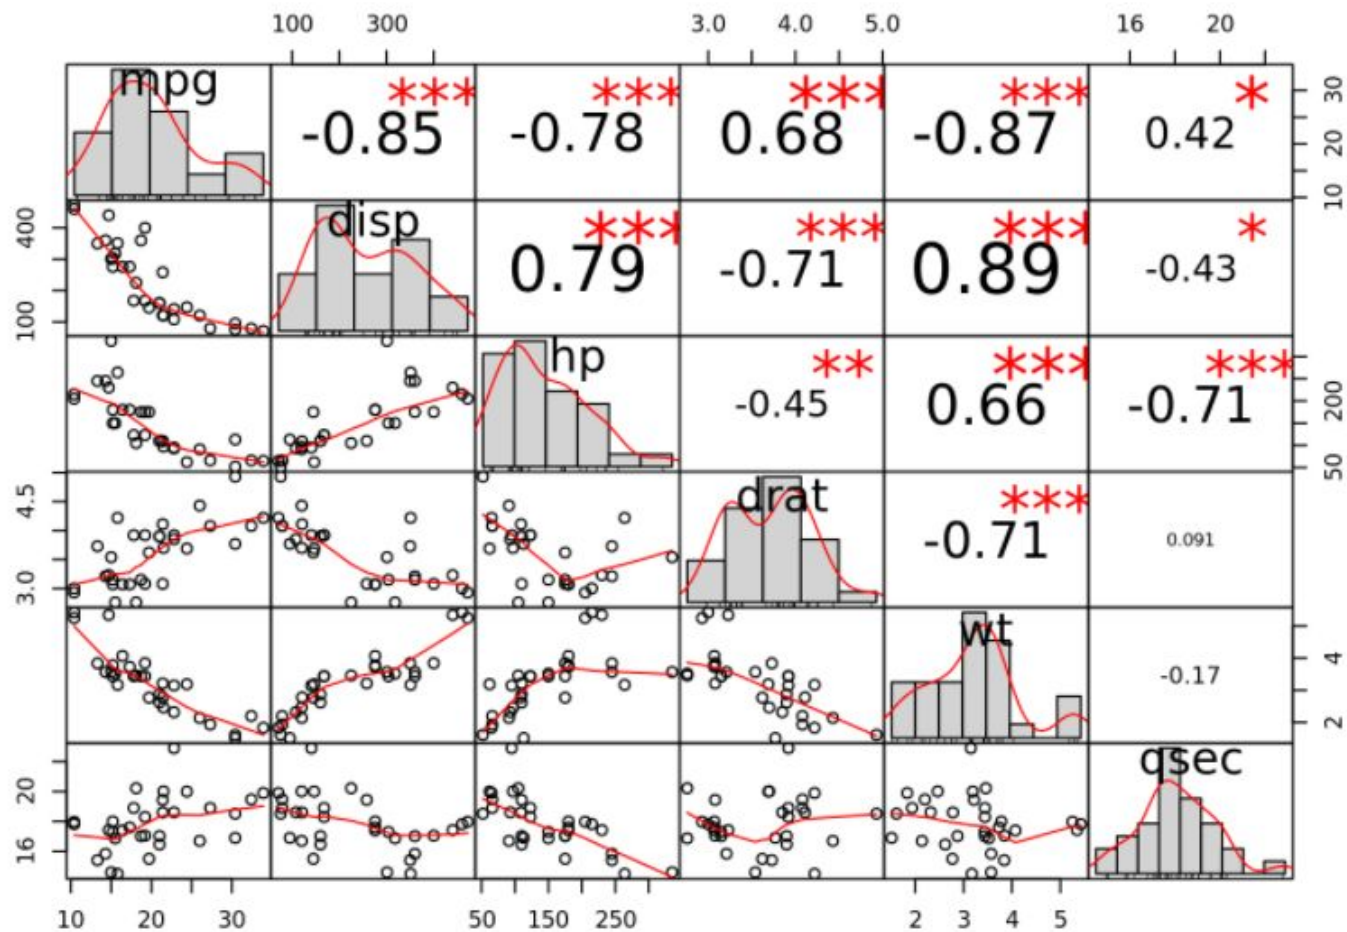 100 300 3.0 4.0 5.0 16 20
mpg *** -0.85 *** -0.78 *** 0.68 *** -0.87 * 0.42 10 20 30
100 400 disp *** 0.79 *** -0.71 *** 0.89 * -0.43
hp ** -0.45 *** 0.66 *** -0.71 50 200
3.0 4.5 drat *** -0.71 0.091
wt -0.17 2 4
16 20 qsec
10 20 30 50 150 250 2 3 4 5